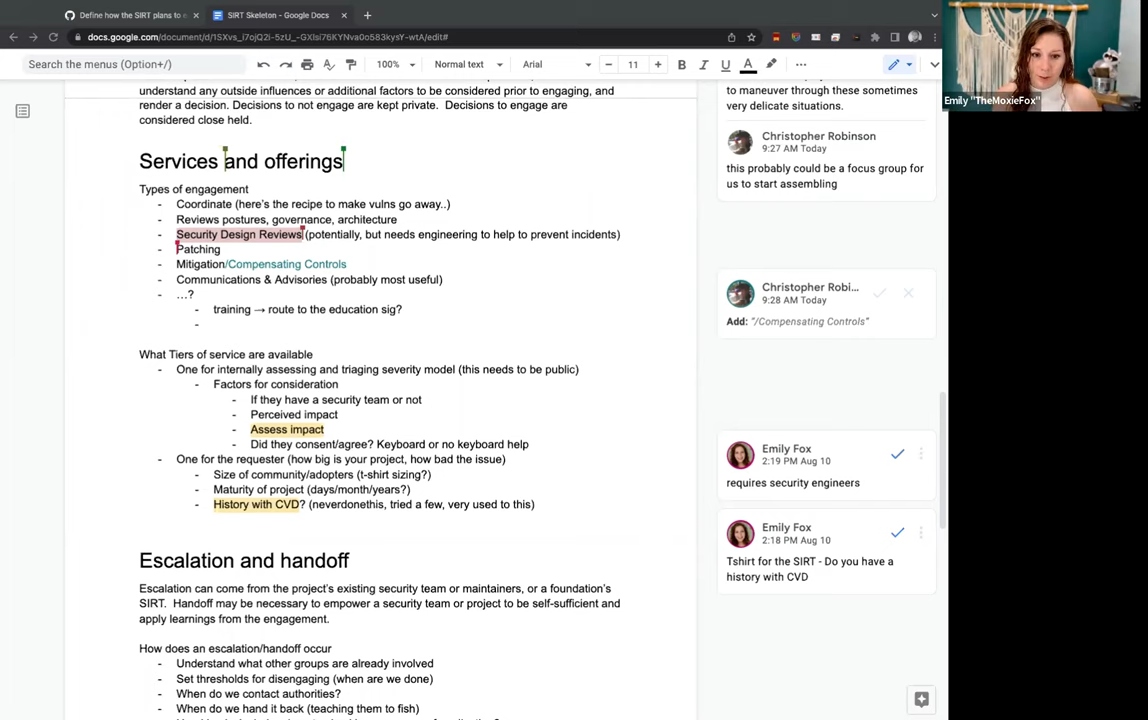 Define how the SIRT plans to e
SIRT Skeleton - Google Docs
docs.google.com/document/d/1SXvs_i7ojQ2i-5zU_-GXlsi76KYNva0o583kysY-wtA/edit#
Search the menus (Option+/)
100%
Normal text
Arial
11
B I U A
Emily "TheMoxieFox"
understand any outside influences or additional factors to be considered prior to engaging, and
render a decision. Decisions to not engage are kept private. Decisions to engage are
considered close held.
Services and offerings
Types of engagement
- Coordinate (here's the recipe to make vulns go away..)
- Reviews postures, governance, architecture
- Security Design Reviews (potentially, but needs engineering to help to prevent incidents)
- Patching
- Mitigation/Compensating Controls
- Communications & Advisories (probably most useful)
- …?
- training → route to the education sig?
-
What Tiers of service are available
- One for internally assessing and triaging severity model (this needs to be public)
- Factors for consideration
- If they have a security team or not
- Perceived impact
- Assess impact
- Did they consent/agree? Keyboard or no keyboard help
- One for the requester (how big is your project, how bad the issue)
- Size of community/adopters (t-shirt sizing?)
- Maturity of project (days/month/years?)
- History with CVD? (neverdonethis, tried a few, very used to this)
Escalation and handoff
Escalation can come from the project's existing security team or maintainers, or a foundation's
SIRT. Handoff may be necessary to empower a security team or project to be self-sufficient and
apply learnings from the engagement.
How does an escalation/handoff occur
- Understand what other groups are already involved
- Set thresholds for disengaging (when are we done)
- When do we contact authorities?
- When do we hand it back (teaching them to fish)
to maneuver through these sometimes
very delicate situations.
Christopher Robinson
9:27 AM Today
this probably could be a focus group for
us to start assembling
Christopher Robi...
9:28 AM Today
Add: "/Compensating Controls"
Emily Fox
2:19 PM Aug 10
requires security engineers
Emily Fox
2:18 PM Aug 10
Tshirt for the SIRT - Do you have a
history with CVD